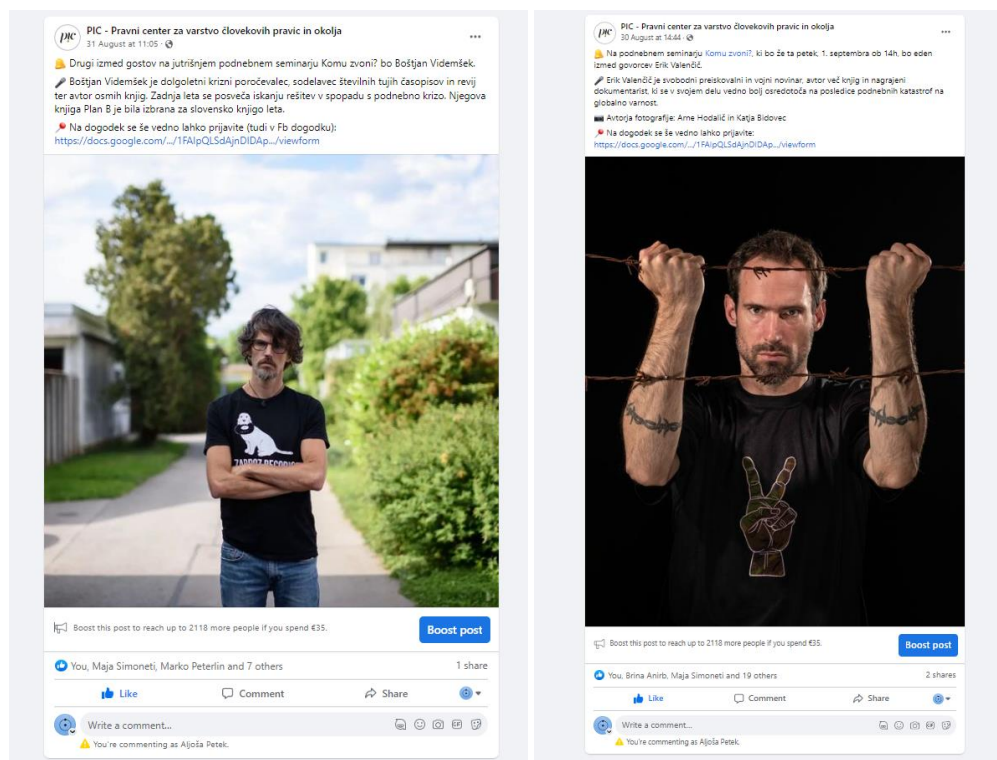 PIC - Pravni center za varstvo človekovih pravic in okolja
31 August at 11:05 ·
Drugi izmed gostov na jutrišnjem podnebnem seminarju Komu zvoni? bo Boštjan Videmšek.
Boštjan Videmšek je dolgoletni krizni poročevalec, sodelavec številnih tujih časopisov in revij
ter avtor osmih knjig. Zadnja leta se posveča iskanju rešitev v spopadu s podnebno krizo. Njegova
knjiga Plan B je bila izbrana za slovensko knjigo leta.
Na dogodek se še vedno lahko prijavite (tudi v Fb dogodku):
https://docs.google.com/.../1FAIpQLSdAjnDIDAp.../viewform
Boost this post to reach up to 2118 more people if you spend €35.
Boost post
You, Maja Simoneti, Marko Peterlin and 7 others
1 share
Like
Comment
Share
Write a comment...
You're commenting as Aljoša Petek.
PIC - Pravni center za varstvo človekovih pravic in okolja
30 August at 14:44 ·
Na podnebnem seminarju Komu zvoni?, ki bo že ta petek, 1. septembra ob 14h, bo eden
izmed govorcev Erik Valenčič.
Erik Valenčič je svobodni preiskovalni in vojni novinar, avtor več knjig in nagrajeni
dokumentarist, ki se v svojem delu vedno bolj osredotoča na posledice podnebnih katastrof na
globalno varnost.
Avtorja fotografije: Arne Hodalič in Katja Bidovec
Na dogodek se še vedno lahko prijavite:
https://docs.google.com/.../1FAIpQLSdAjnDIDAp.../viewform
Boost this post to reach up to 2118 more people if you spend €35.
Boost post
You, Brina Anirb, Maja Simoneti and 19 others
2 shares
Like
Comment
Share
Write a comment...
You're commenting as Aljoša Petek.